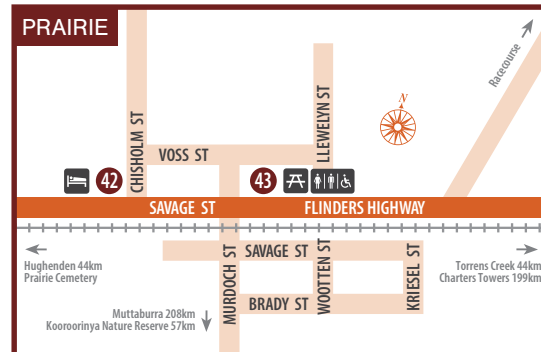 PRAIRIE
Racecourse
N
CHISHOLM ST
LLEWELYN ST
VOSS ST
42
43
SAVAGE ST
FLINDERS HIGHWAY
Hughenden 44km
Prairie Cemetery
MURDOCH ST
SAVAGE ST
WOOTTEN ST
KRIESEL ST
Torrens Creek 44km
Charters Towers 199km
BRADY ST
Muttaburra 208km
Kooroorinya Nature Reserve 57km